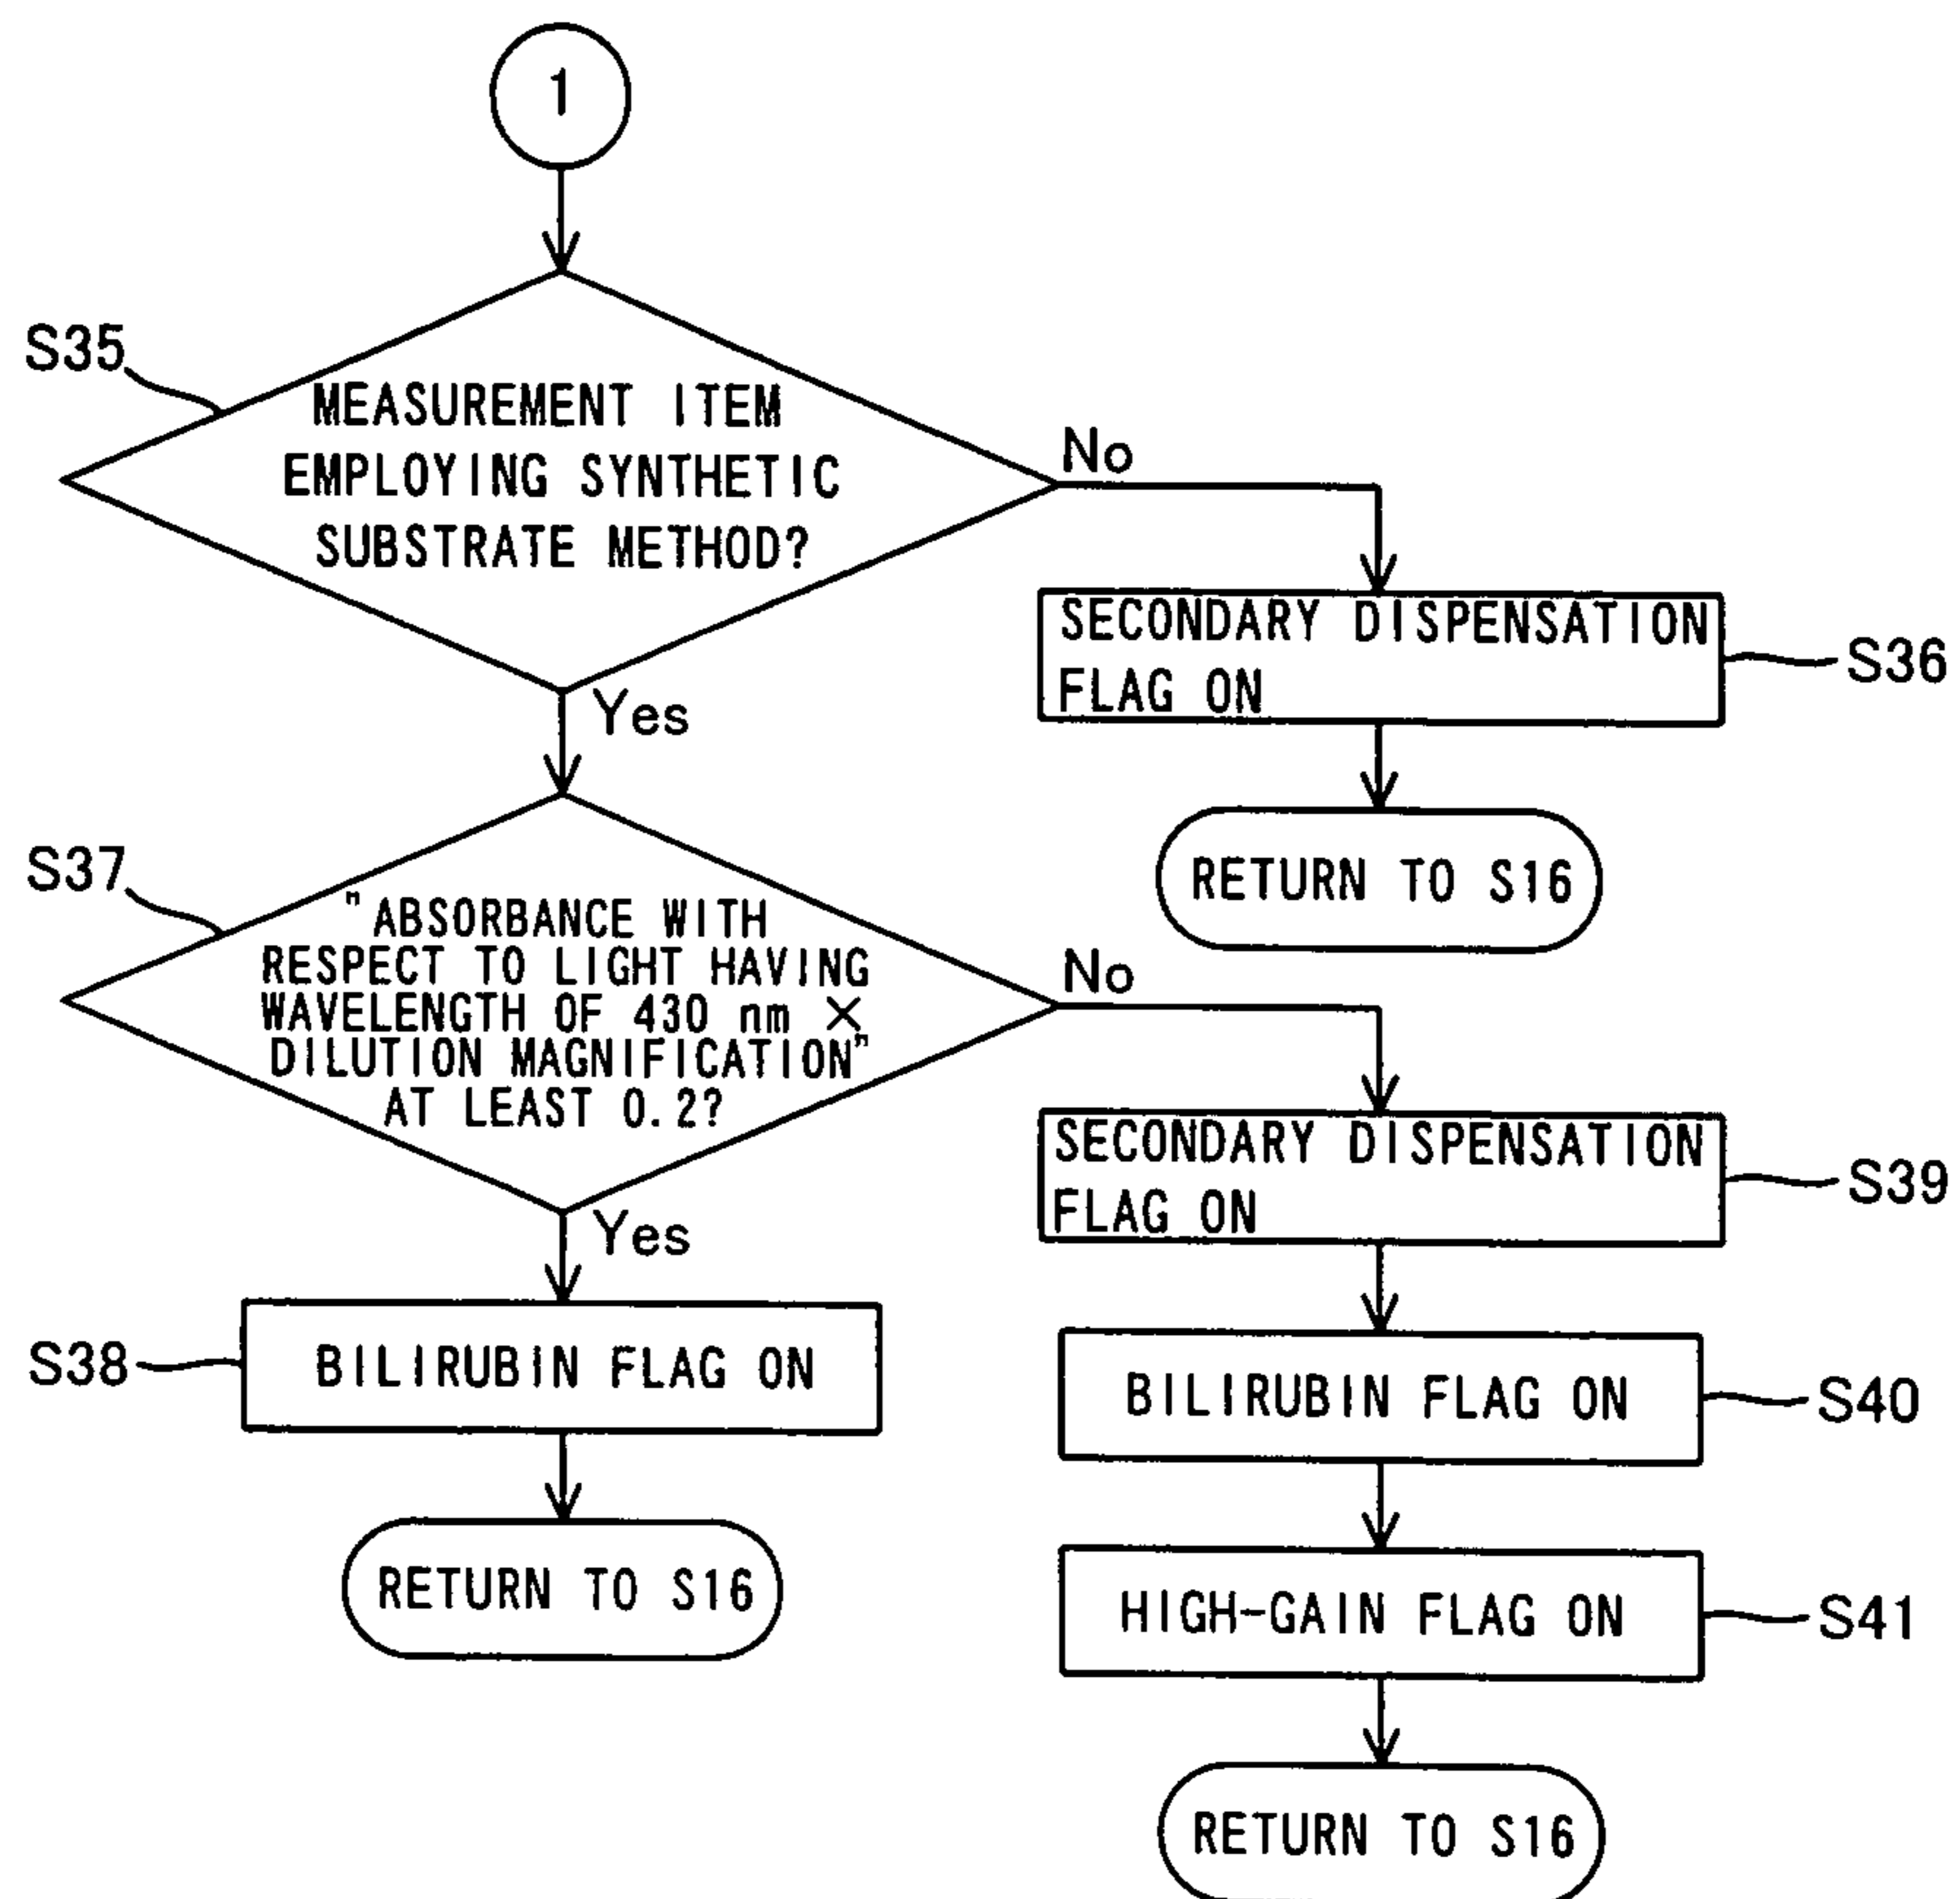 1
S35
MEASUREMENT ITEM
EMPLOYING SYNTHETIC
SUBSTRATE METHOD?
No
SECONDARY DISPENSATION
FLAG ON
S36
Yes
RETURN TO S16
S37
"ABSORBANCE WITH
RESPECT TO LIGHT HAVING
WAVELENGTH OF 430 nm ×
DILUTION MAGNIFICATION"
AT LEAST 0.2?
No
SECONDARY DISPENSATION
FLAG ON
S39
Yes
S38
BILIRUBIN FLAG ON
BILIRUBIN FLAG ON
S40
RETURN TO S16
HIGH-GAIN FLAG ON
S41
RETURN TO S16